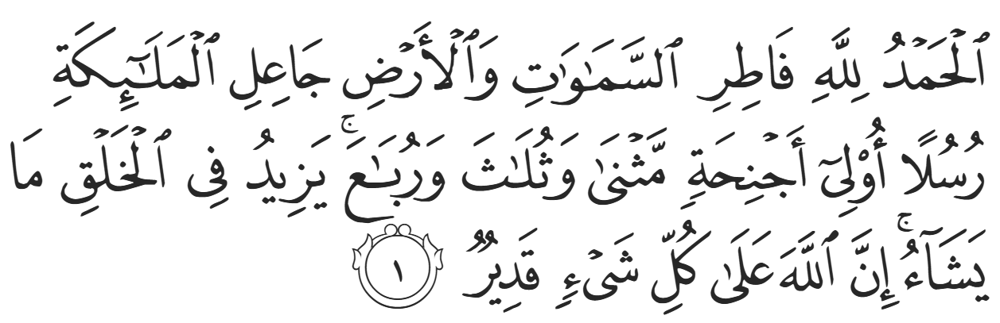 ٱلْحَمْدُ لِلَّهِ فَاطِرِ ٱلسَّمَـٰوَٰتِ وَٱلْأَرْضِ جَاعِلِ ٱلْمَلَـٰٓئِكَةِ
رُسُلًا أُو۟لِىٓ أَجْنِحَةٍ مَّثْنَىٰ وَثُلَـٰثَ وَرُبَـٰعَ ۚ يَزِيدُ فِى ٱلْخَلْقِ مَا
يَشَآءُ ۚ إِنَّ ٱللَّهَ عَلَىٰ كُلِّ شَىْءٍ قَدِيرٌ ١